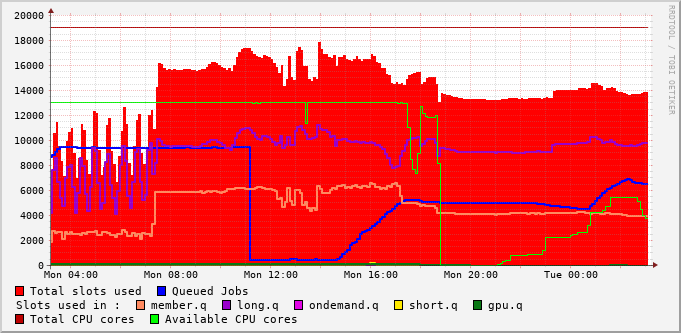 20000
18000
16000
14000
12000
10000
8000
6000
4000
2000
0
Mon 04:00 Mon 08:00 Mon 12:00 Mon 16:00 Mon 20:00 Tue 00:00
RRDTOOL / TOBI OETIKER
Total slots used Queued Jobs
Slots used in : member.q long.q ondemand.q short.q gpu.q
Total CPU cores Available CPU cores